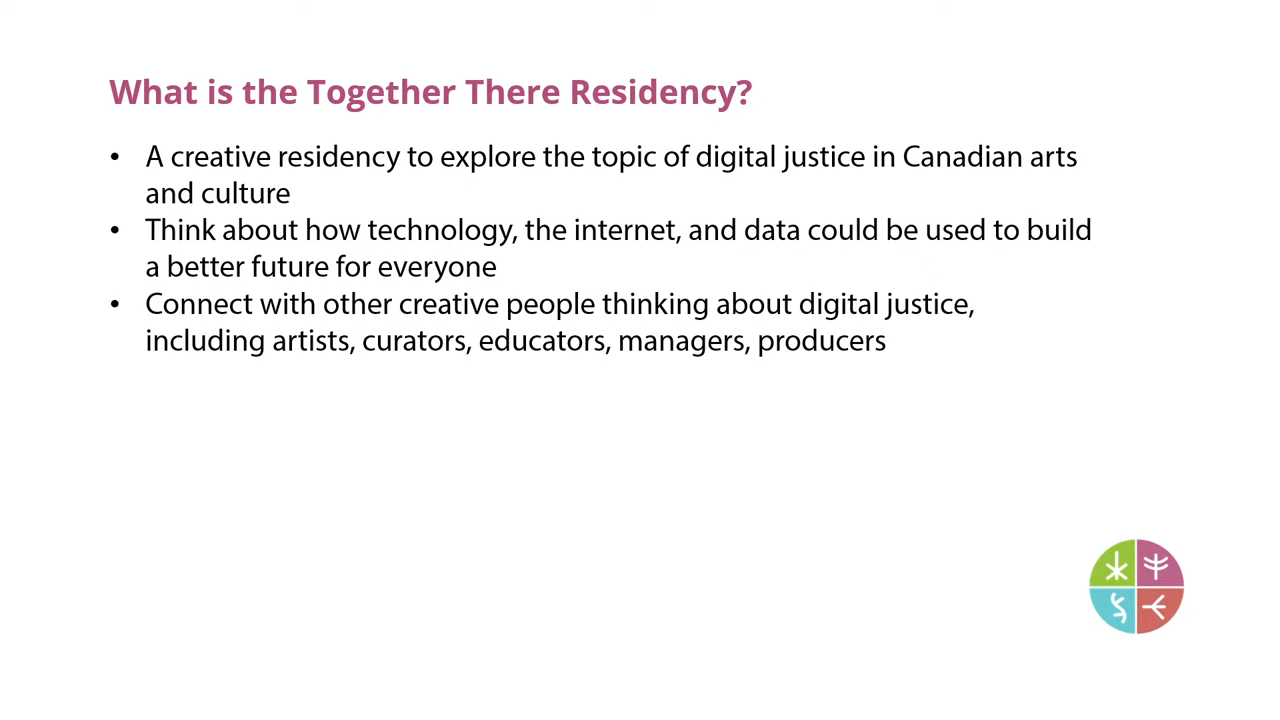 What is the Together There Residency?
• A creative residency to explore the topic of digital justice in Canadian arts
and culture
• Think about how technology, the internet, and data could be used to build
a better future for everyone
• Connect with other creative people thinking about digital justice,
including artists, curators, educators, managers, producers